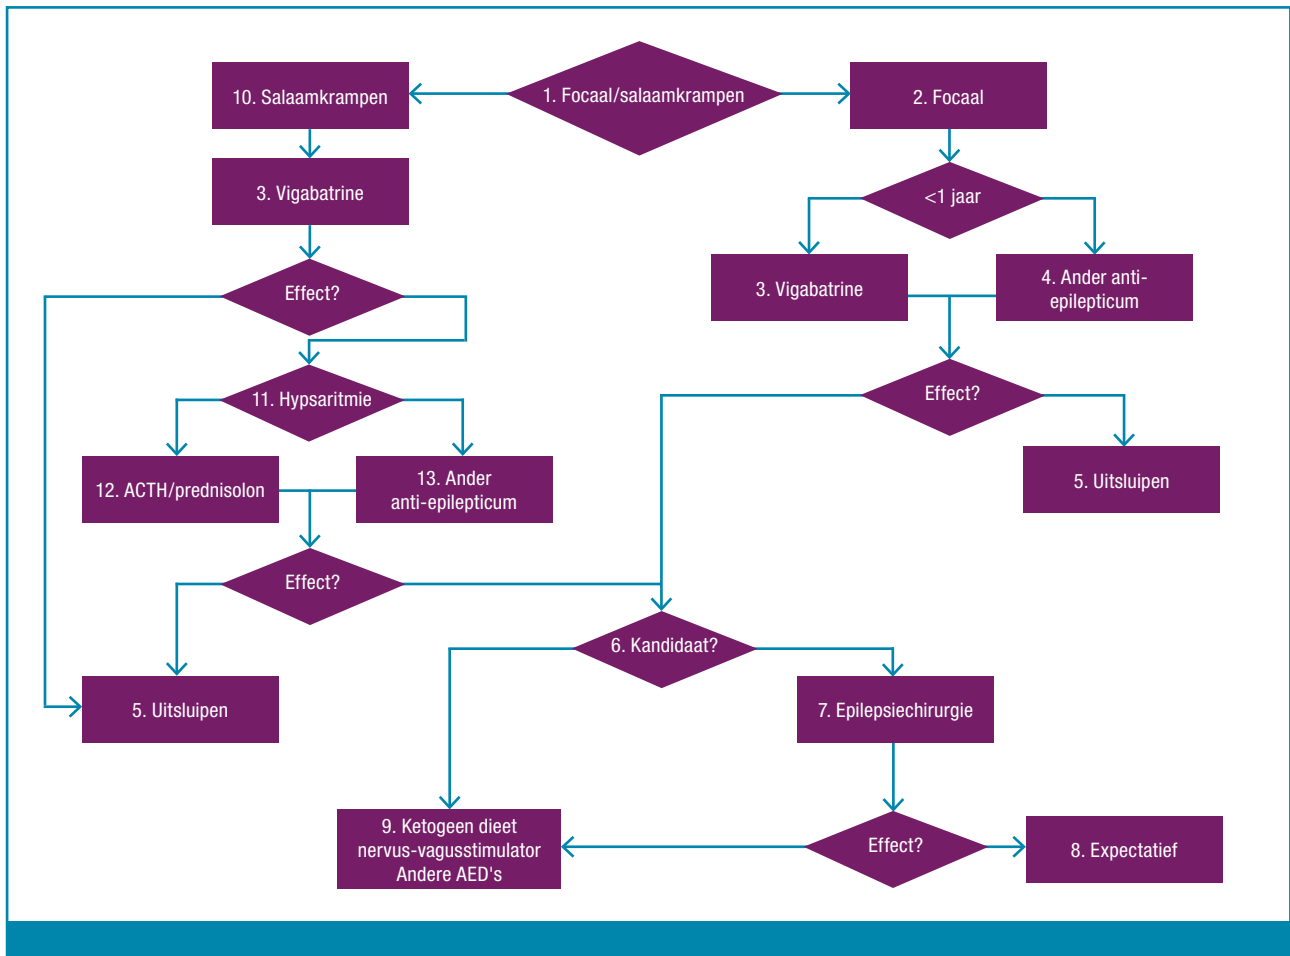 1. Focaal/salaamkrampen
10. Salaamkrampen
2. Focaal
3. Vigabatrine
<1 jaar
Effect?
3. Vigabatrine
4. Ander anti-
epilepticum
11. Hypsaritmie
Effect?
12. ACTH/prednisolon
13. Ander
anti-epilepticum
5. Uitsluipen
Effect?
6. Kandidaat?
5. Uitsluipen
7. Epilepsiechirurgie
9. Ketogeen dieet
nervus-vagusstimulator
Andere AED's
Effect?
8. Expectatief